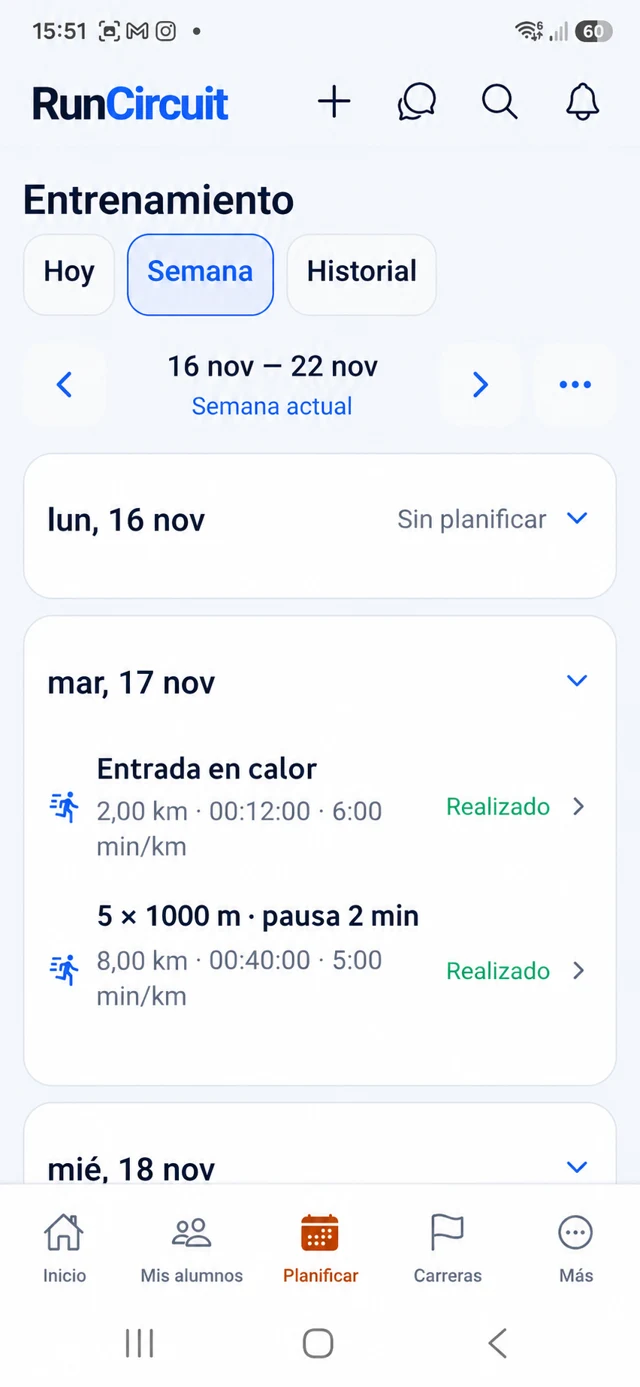 15:51
60
RunCircuit
Entrenamiento
Hoy
Semana
Historial
16 nov – 22 nov
Semana actual
lun, 16 nov
Sin planificar
mar, 17 nov
Entrada en calor
2,00 km · 00:12:00 · 6:00
min/km
Realizado
5 × 1000 m · pausa 2 min
8,00 km · 00:40:00 · 5:00
min/km
Realizado
mié, 18 nov
Inicio
Mis alumnos
Planificar
Carreras
Más